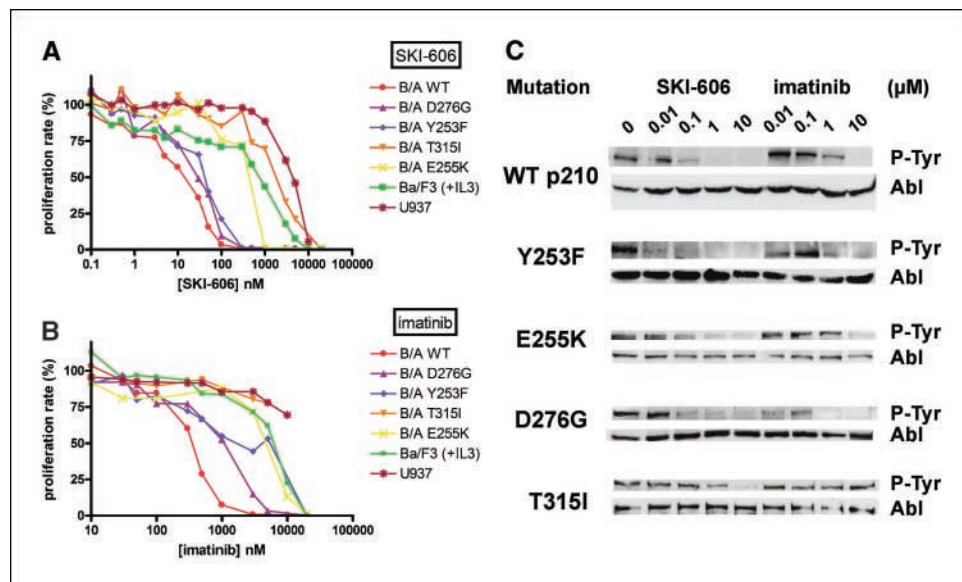 A
SKI-606
proliferation rate (%)
100
75
50
25
0
0.1 1 10 100 1000 10000 100000
[SKI-606] nM
B/A WT
B/A D276G
B/A Y253F
B/A T315I
B/A E255K
Ba/F3 (+IL3)
U937
B
imatinib
proliferation rate (%)
100
75
50
25
0
10 100 1000 10000 100000
[imatinib] nM
B/A WT
B/A D276G
B/A Y253F
B/A T315I
B/A E255K
Ba/F3 (+IL3)
U937
C
Mutation SKI-606 imatinib (µM)
0 0.01 0.1 1 10 0.01 0.1 1 10
WT p210 P-Tyr
Abl
Y253F P-Tyr
Abl
E255K P-Tyr
Abl
D276G P-Tyr
Abl
T315I P-Tyr
Abl